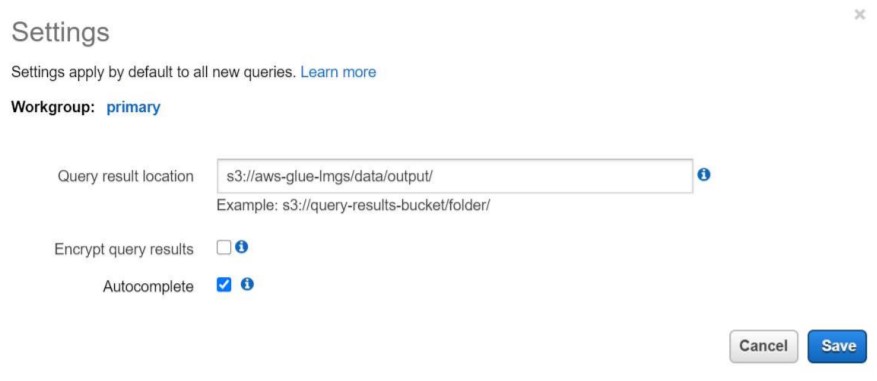 Settings
Settings apply by default to all new queries. Learn more
Workgroup: primary
Query result location s3://aws-glue-lmgs/data/output/
Example: s3://query-results-bucket/folder/
Encrypt query results
Autocomplete
Cancel Save